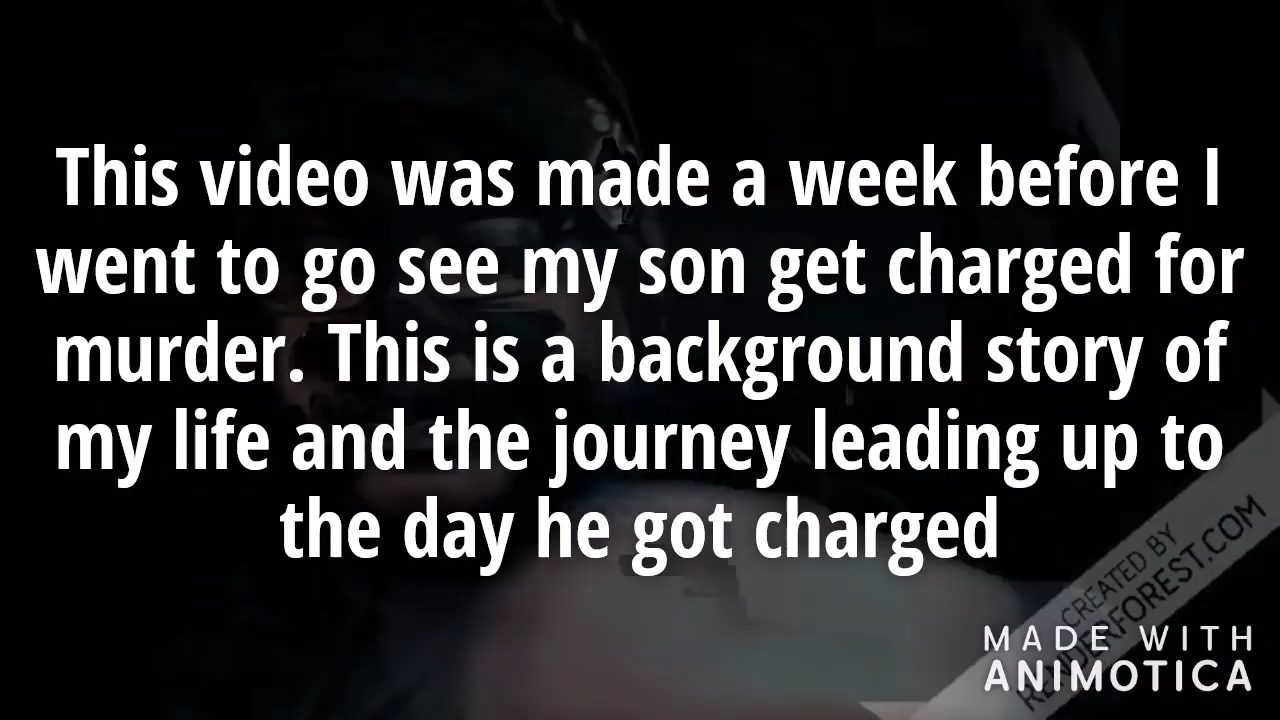 This video was made a week before I
went to go see my son get charged for
murder. This is a background story of
my life and the journey leading up to
the day he got charged
CREATED BY
RENDERFOREST.COM
MADE WITH
ANIMOTICA